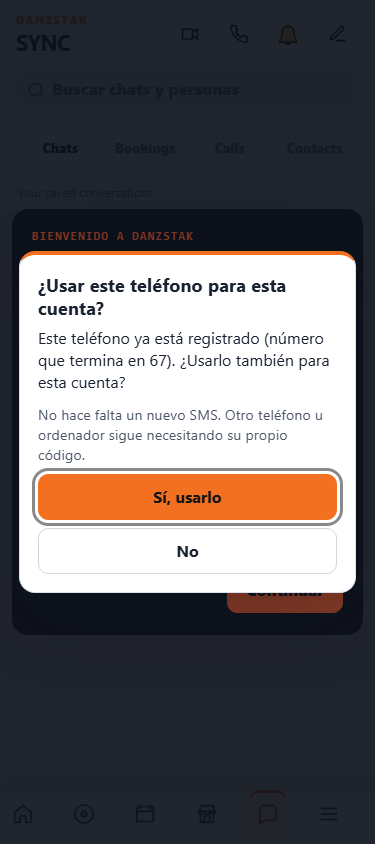 DANZSTAK
SYNC
Buscar chats y personas
Chats Bookings Calls Contacts
Your saved conversations.
BIENVENIDO A DANZSTAK
¿Usar este teléfono para esta
cuenta?
Este teléfono ya está registrado (número
que termina en 67). ¿Usarlo también para
esta cuenta?
No hace falta un nuevo SMS. Otro teléfono u
ordenador sigue necesitando su propio
código.
Sí, usarlo
No
Continuar